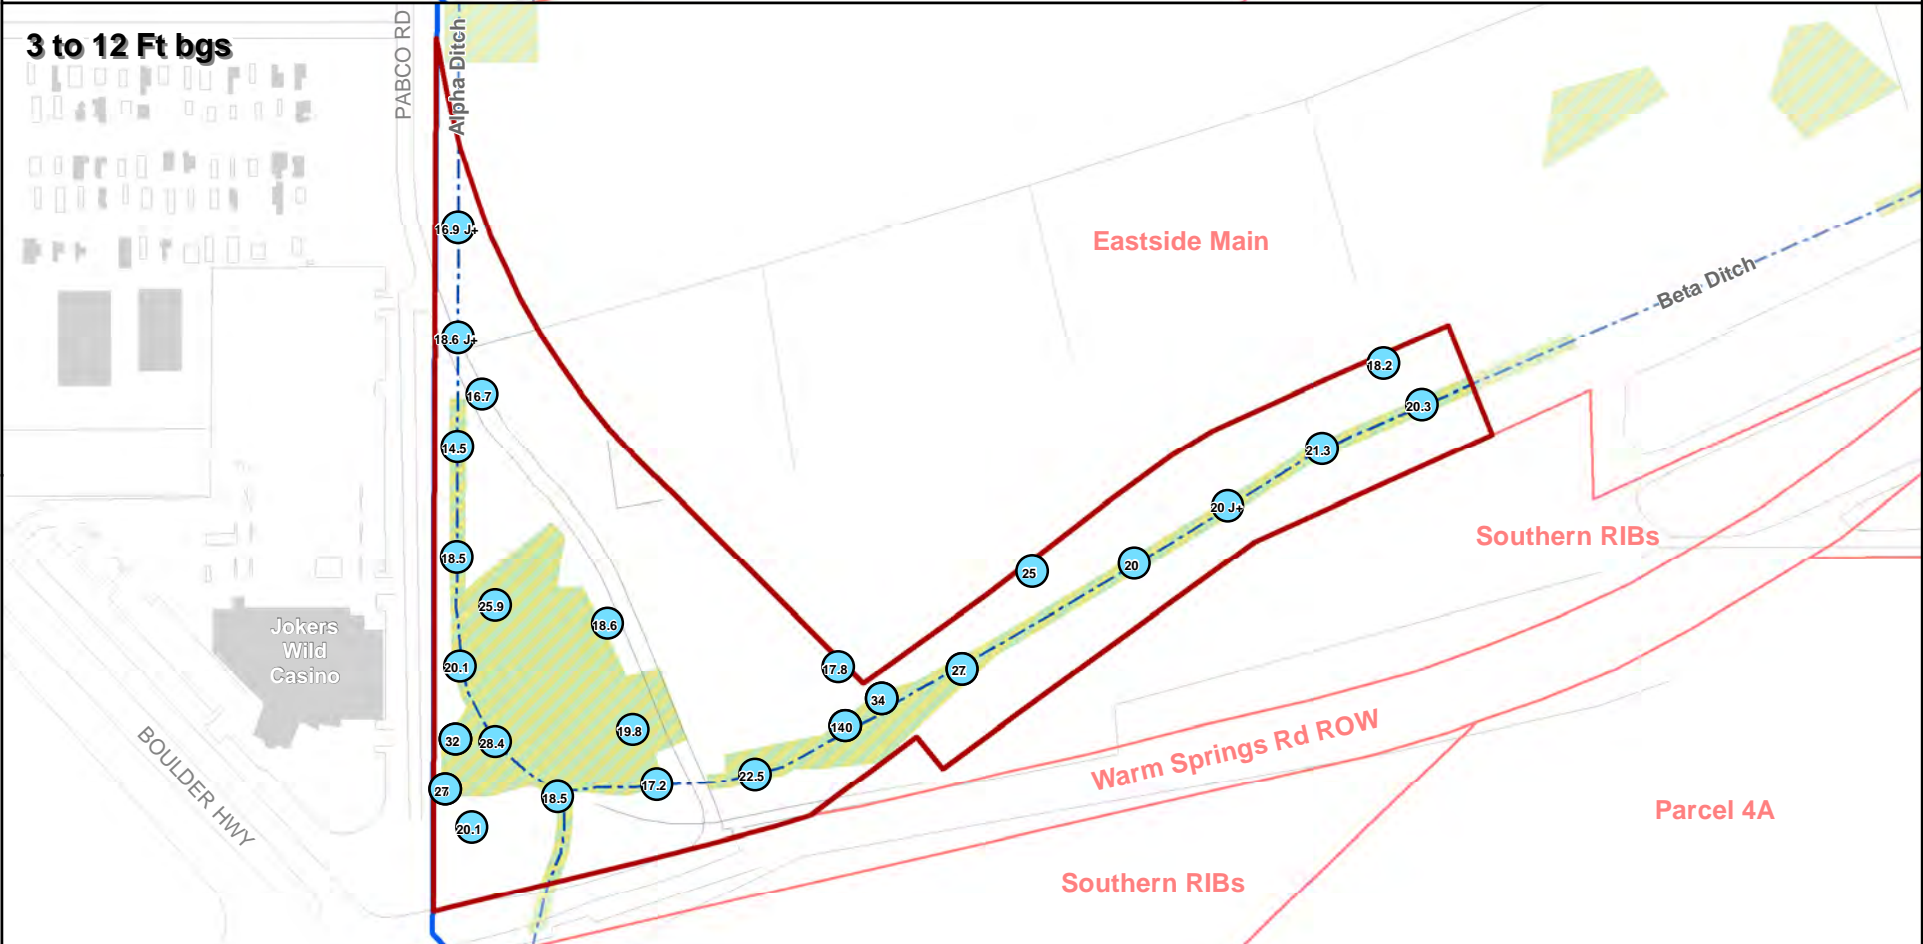 3 to 12 Ft bgs
PABCO RD
Alpha Ditch
16.9 J+
Eastside Main
Beta Ditch
18.6 J+
18.2
16.7
20.3
14.5
21.3
20 J+
Southern RIBs
18.5
20
25
25.9
18.6
Jokers
Wild
Casino
20.1
17.8
27
34
140
19.8
32
28.4
BOULDER HWY
Warm Springs Rd ROW
22.5
17.2
27
18.5
Parcel 4A
20.1
Southern RIBs